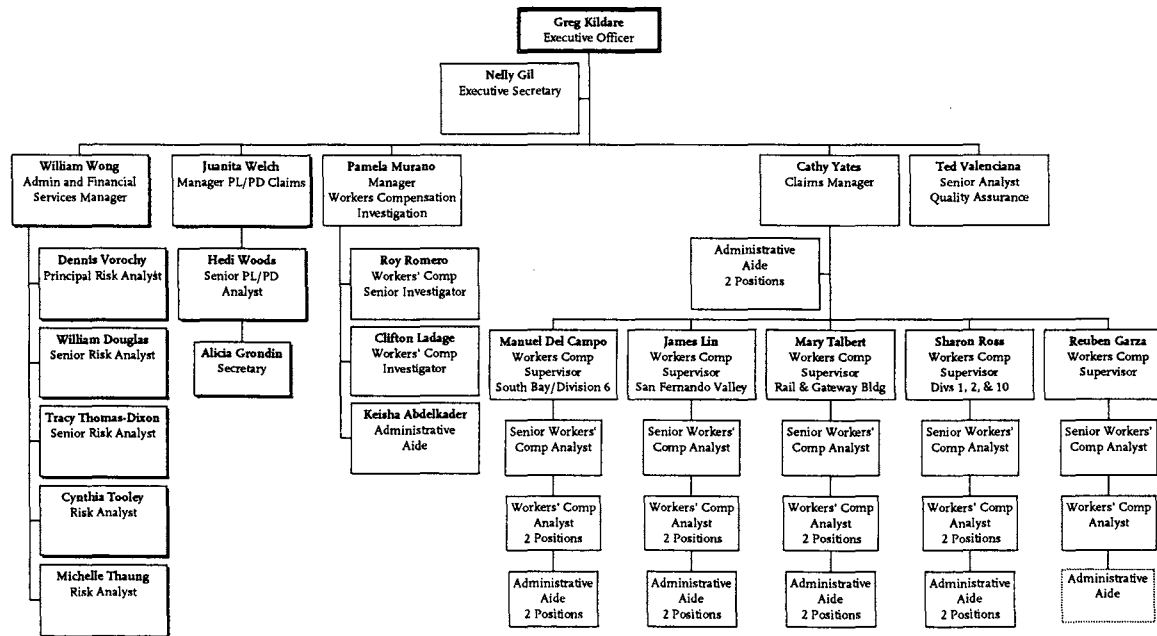 Greg Kildare
Executive Officer
Nelly Gil
Executive Secretary
William Wong
Admin and Financial
Services Manager
Juanita Welch
Manager PL/PD Claims
Pamela Murano
Manager
Workers Compensation
Investigation
Cathy Yates
Claims Manager
Ted Valenciana
Senior Analyst
Quality Assurance
Dennis Vorochy
Principal Risk Analyst
William Douglas
Senior Risk Analyst
Tracy Thomas-Dixon
Senior Risk Analyst
Cynthia Tooley
Risk Analyst
Michelle Thaung
Risk Analyst
Hedi Woods
Senior PL/PD
Analyst
Alicia Grondin
Secretary
Roy Romero
Workers' Comp
Senior Investigator
Clifton Ladage
Workers' Comp
Investigator
Keisha Abdelkader
Administrative
Aide
Administrative
Aide
2 Positions
Manuel Del Campo
Workers Comp
Supervisor
South Bay/Division 6
Senior Workers'
Comp Analyst
Workers' Comp
Analyst
2 Positions
Administrative
Aide
2 Positions
James Lin
Workers Comp
Supervisor
San Fernando Valley
Senior Workers'
Comp Analyst
Workers' Comp
Analyst
2 Positions
Administrative
Aide
2 Positions
Mary Talbert
Workers Comp
Supervisor
Rail & Gateway Bldg
Senior Workers'
Comp Analyst
Workers' Comp
Analyst
2 Positions
Administrative
Aide
2 Positions
Sharon Ross
Workers Comp
Supervisor
Divs 1, 2, & 10
Senior Workers'
Comp Analyst
Workers' Comp
Analyst
2 Positions
Administrative
Aide
2 Positions
Reuben Garza
Workers Comp
Supervisor
Senior Workers'
Comp Analyst
Workers' Comp
Analyst
Administrative
Aide